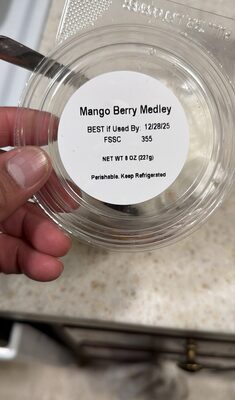 Mango Berry Medley
BEST if Used By: 12/28/25
FSSC 355
NET WT 8 OZ (227g)
Perishable, Keep Refrigerated